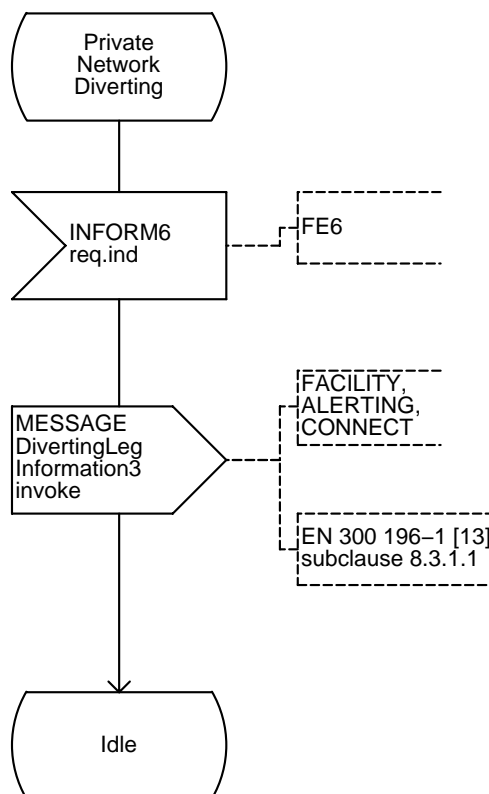 Private
Network
Diverting
INFORM6
req.ind
FE6
MESSAGE
DivertingLeg
Information3
invoke
FACILITY,
ALERTING,
CONNECT
EN 300 196–1 [13]
subclause 8.3.1.1
Idle